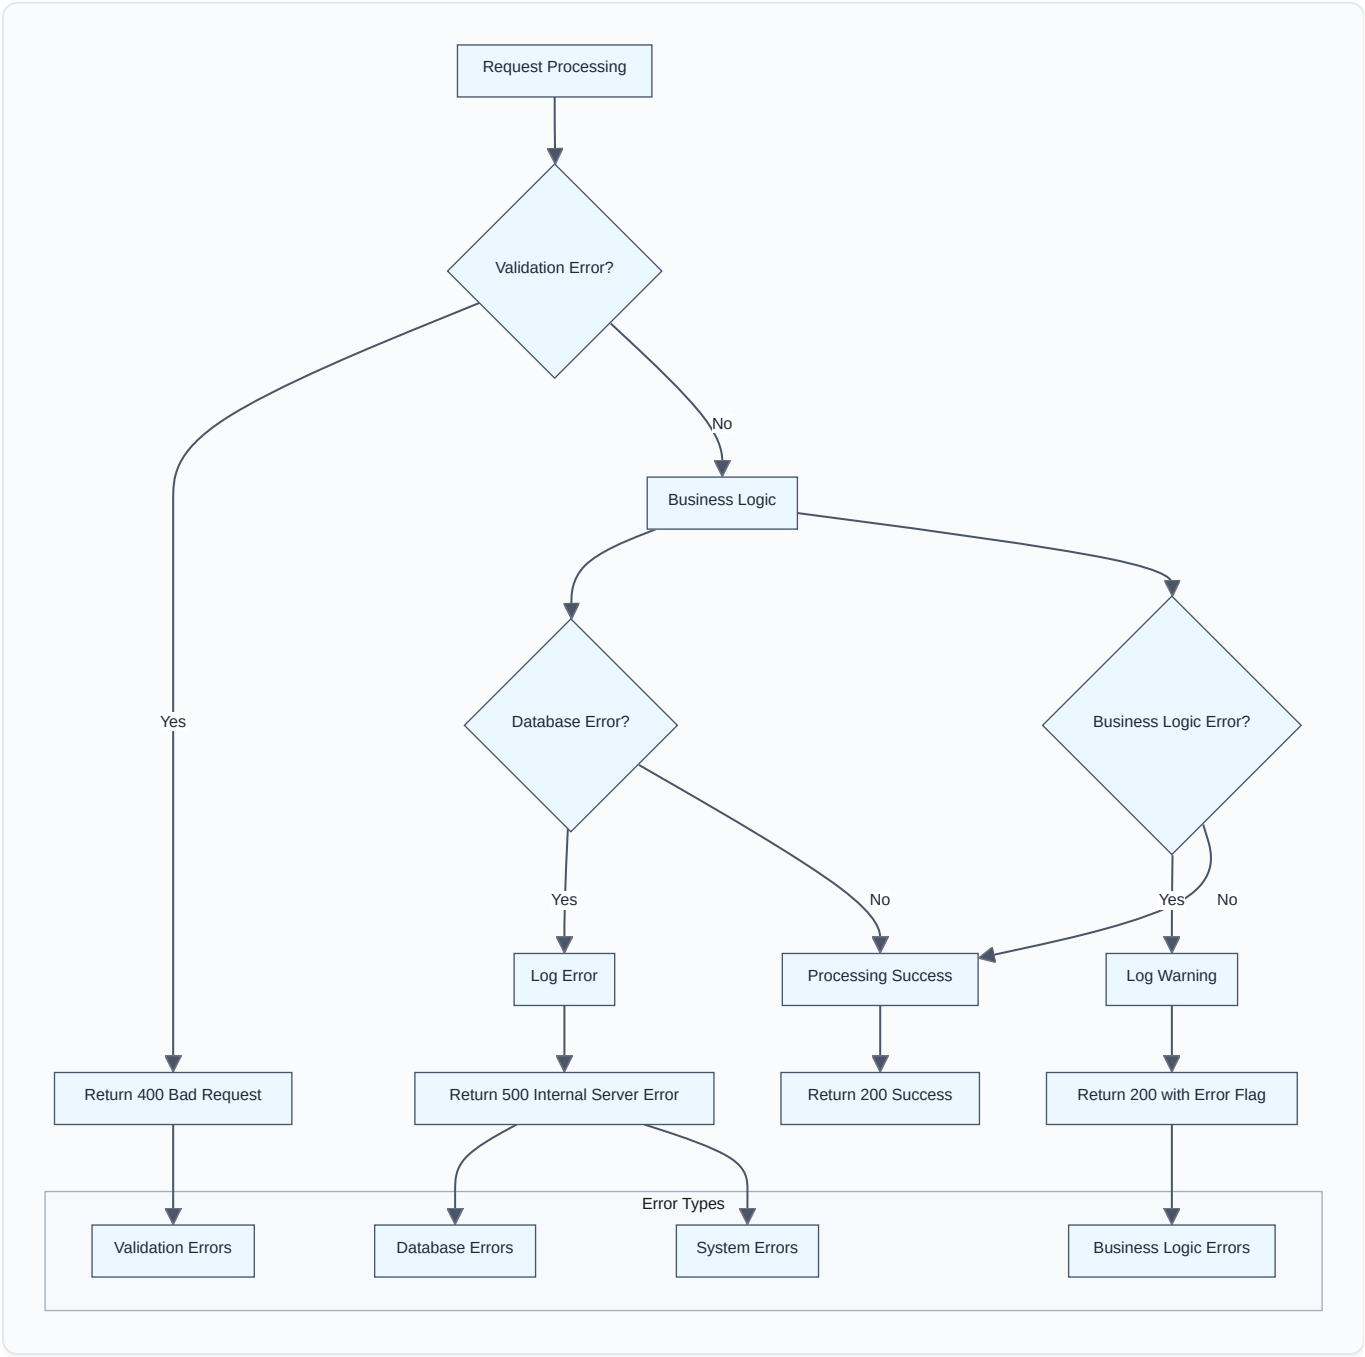 Request Processing
Validation Error?
No
Business Logic
Yes
Database Error?
Business Logic Error?
Yes
No
Yes
No
Log Error
Processing Success
Log Warning
Return 400 Bad Request
Return 500 Internal Server Error
Return 200 Success
Return 200 with Error Flag
Error Types
Validation Errors
Database Errors
System Errors
Business Logic Errors